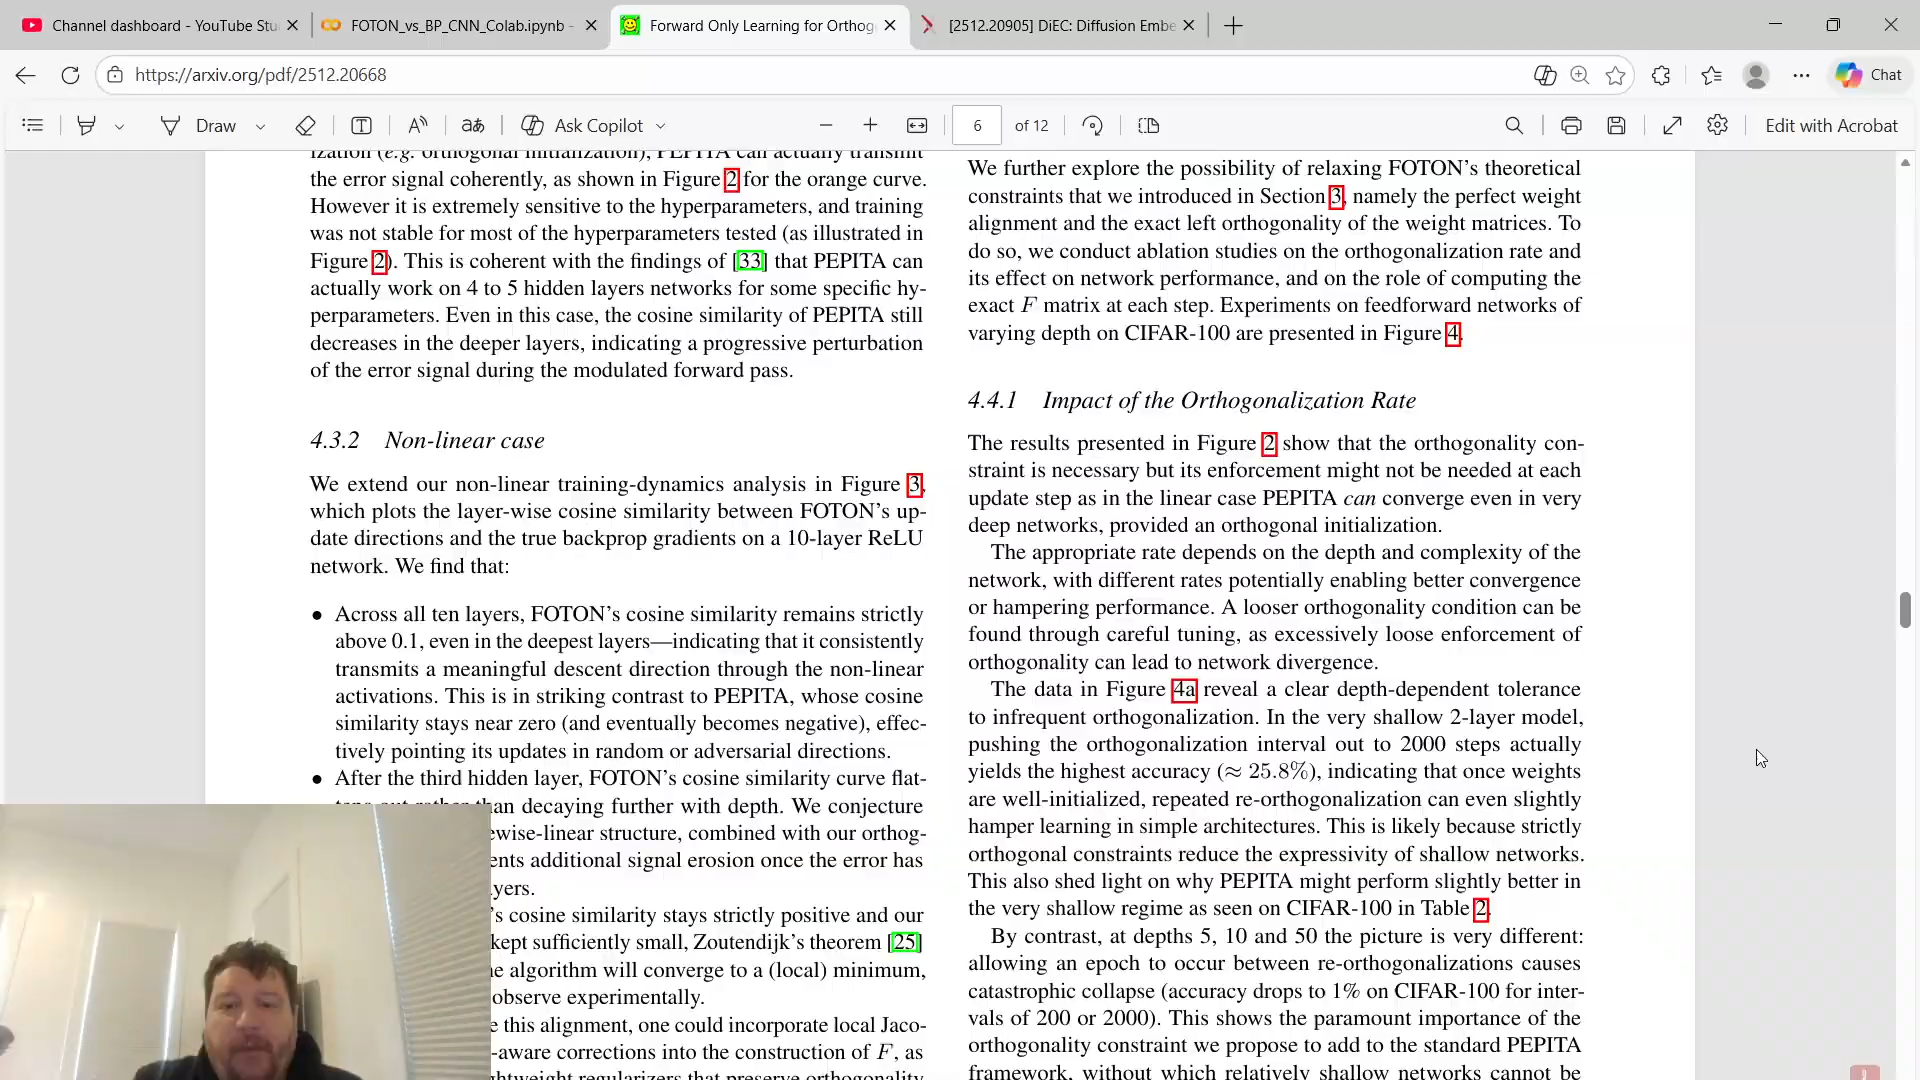 Channel dashboard - YouTube Stu
FOTON_vs_BP_CNN_Colab.ipynb -
Forward Only Learning for Orthog
[2512.20905] DiEC: Diffusion Embe
https://arxiv.org/pdf/2512.20668
Chat
Draw
Ask Copilot
6 of 12
Edit with Acrobat
ization (e.g. orthogonal initialization), PEPITA can actually transmit
the error signal coherently, as shown in Figure 2 for the orange curve.
However it is extremely sensitive to the hyperparameters, and training
was not stable for most of the hyperparameters tested (as illustrated in
Figure 2). This is coherent with the findings of [33] that PEPITA can
actually work on 4 to 5 hidden layers networks for some specific hy-
perparameters. Even in this case, the cosine similarity of PEPITA still
decreases in the deeper layers, indicating a progressive perturbation
of the error signal during the modulated forward pass.
4.3.2 Non-linear case
We extend our non-linear training-dynamics analysis in Figure 3,
which plots the layer-wise cosine similarity between FOTON's up-
date directions and the true backprop gradients on a 10-layer ReLU
network. We find that:
• Across all ten layers, FOTON's cosine similarity remains strictly
above 0.1, even in the deepest layers—indicating that it consistently
transmits a meaningful descent direction through the non-linear
activations. This is in striking contrast to PEPITA, whose cosine
similarity stays near zero (and eventually becomes negative), effec-
tively pointing its updates in random or adversarial directions.
• After the third hidden layer, FOTON's cosine similarity curve flat-
tens out rather than decaying further with depth. We conjecture
ewise-linear structure, combined with our orthog-
ents additional signal erosion once the error has
yers.
's cosine similarity stays strictly positive and our
kept sufficiently small, Zoutendijk's theorem [25]
e algorithm will converge to a (local) minimum,
observe experimentally.
e this alignment, one could incorporate local Jaco-
-aware corrections into the construction of F, as
htweight regularizers that preserve orthogonality
We further explore the possibility of relaxing FOTON's theoretical
constraints that we introduced in Section 3, namely the perfect weight
alignment and the exact left orthogonality of the weight matrices. To
do so, we conduct ablation studies on the orthogonalization rate and
its effect on network performance, and on the role of computing the
exact F matrix at each step. Experiments on feedforward networks of
varying depth on CIFAR-100 are presented in Figure 4.
4.4.1 Impact of the Orthogonalization Rate
The results presented in Figure 2 show that the orthogonality con-
straint is necessary but its enforcement might not be needed at each
update step as in the linear case PEPITA can converge even in very
deep networks, provided an orthogonal initialization.
The appropriate rate depends on the depth and complexity of the
network, with different rates potentially enabling better convergence
or hampering performance. A looser orthogonality condition can be
found through careful tuning, as excessively loose enforcement of
orthogonality can lead to network divergence.
The data in Figure 4a reveal a clear depth-dependent tolerance
to infrequent orthogonalization. In the very shallow 2-layer model,
pushing the orthogonalization interval out to 2000 steps actually
yields the highest accuracy (≈ 25.8%), indicating that once weights
are well-initialized, repeated re-orthogonalization can even slightly
hamper learning in simple architectures. This is likely because strictly
orthogonal constraints reduce the expressivity of shallow networks.
This also shed light on why PEPITA might perform slightly better in
the very shallow regime as seen on CIFAR-100 in Table 2.
By contrast, at depths 5, 10 and 50 the picture is very different:
allowing an epoch to occur between re-orthogonalizations causes
catastrophic collapse (accuracy drops to 1% on CIFAR-100 for inter-
vals of 200 or 2000). This shows the paramount importance of the
orthogonality constraint we propose to add to the standard PEPITA
framework, without which relatively shallow networks cannot be